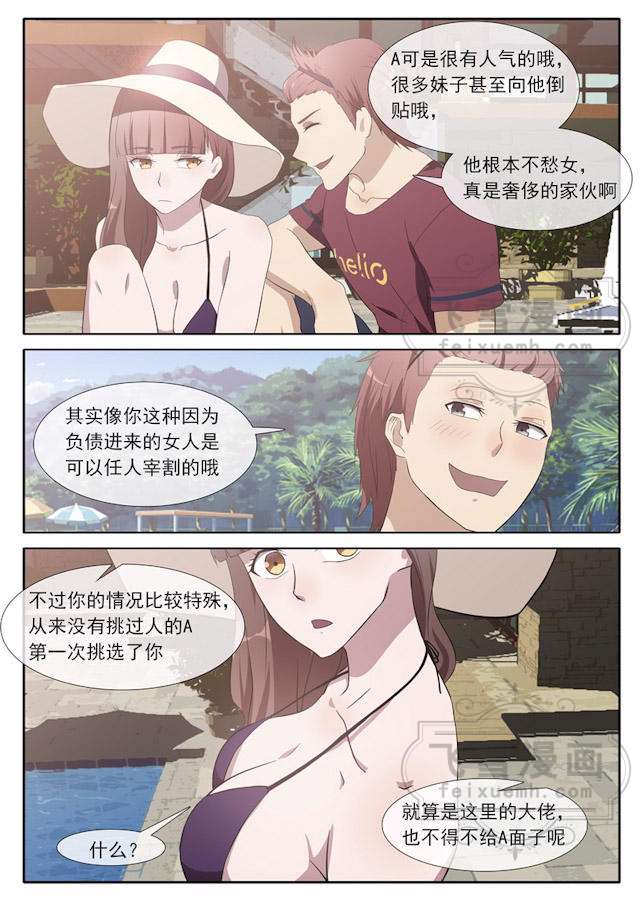 A可是很有人气的哦，
很多妹子甚至向他倒
贴哦，
他根本不愁女，
真是奢侈的家伙啊
helio
飞雪漫画
feixuemh.com
其实像你这种因为
负债进来的女人是
可以任人宰割的哦
不过你的情况比较特殊，
从来没有挑过人的A
第一次挑选了你
飞雪漫画
feixuemh.com
就算是这里的大佬，
也不得不给A面子呢
什么？